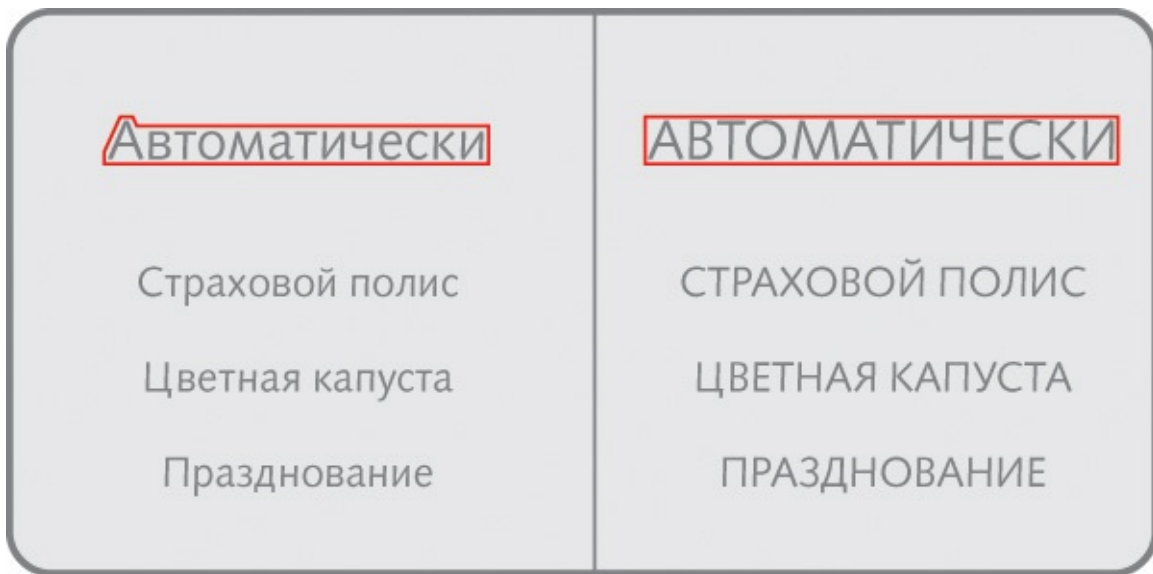 Автоматически
Страховой полис
Цветная капуста
Празднование
АВТОМАТИЧЕСКИ
СТРАХОВОЙ ПОЛИС
ЦВЕТНАЯ КАПУСТА
ПРАЗДНОВАНИЕ